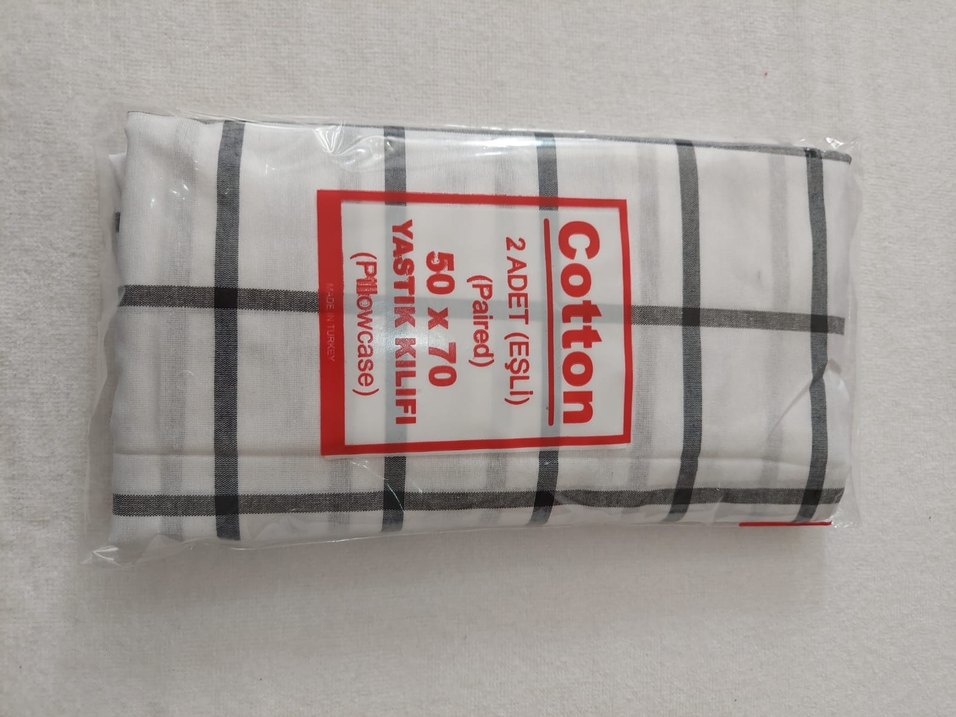 Cotton
2 ADET (EŞLİ)
(Paired)
50 x 70
YASTIK KILIFI
(Pillowcase)
MADE IN TURKEY